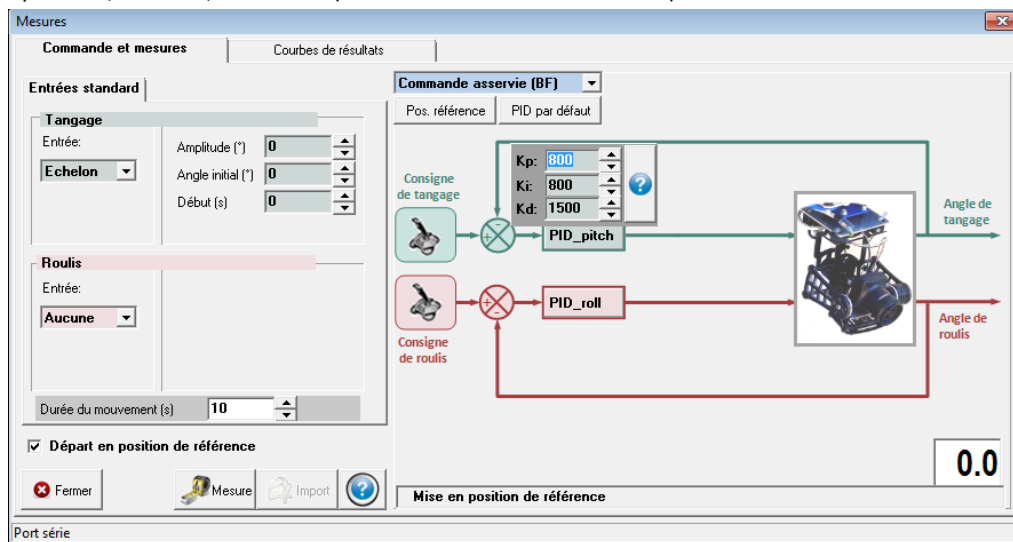 Mesures
Commande et mesures
Courbes de résultats
Entrées standard
Tangage
Entrée:
Echelon
Amplitude (°) 0
Angle initial (°) 0
Début (s) 0
Roulis
Entrée:
Aucune
Durée du mouvement (s) 10
Départ en position de référence
Fermer
Mesure
Import
Commande asservie (BF)
Pos. référence
PID par défaut
Kp: 800
Ki: 800
Kd: 1500
Consigne
de tangage
+
-
PID_pitch
Angle de
tangage
+
-
PID_roll
Consigne
de roulis
Angle de
roulis
0.0
Mise en position de référence
Port série